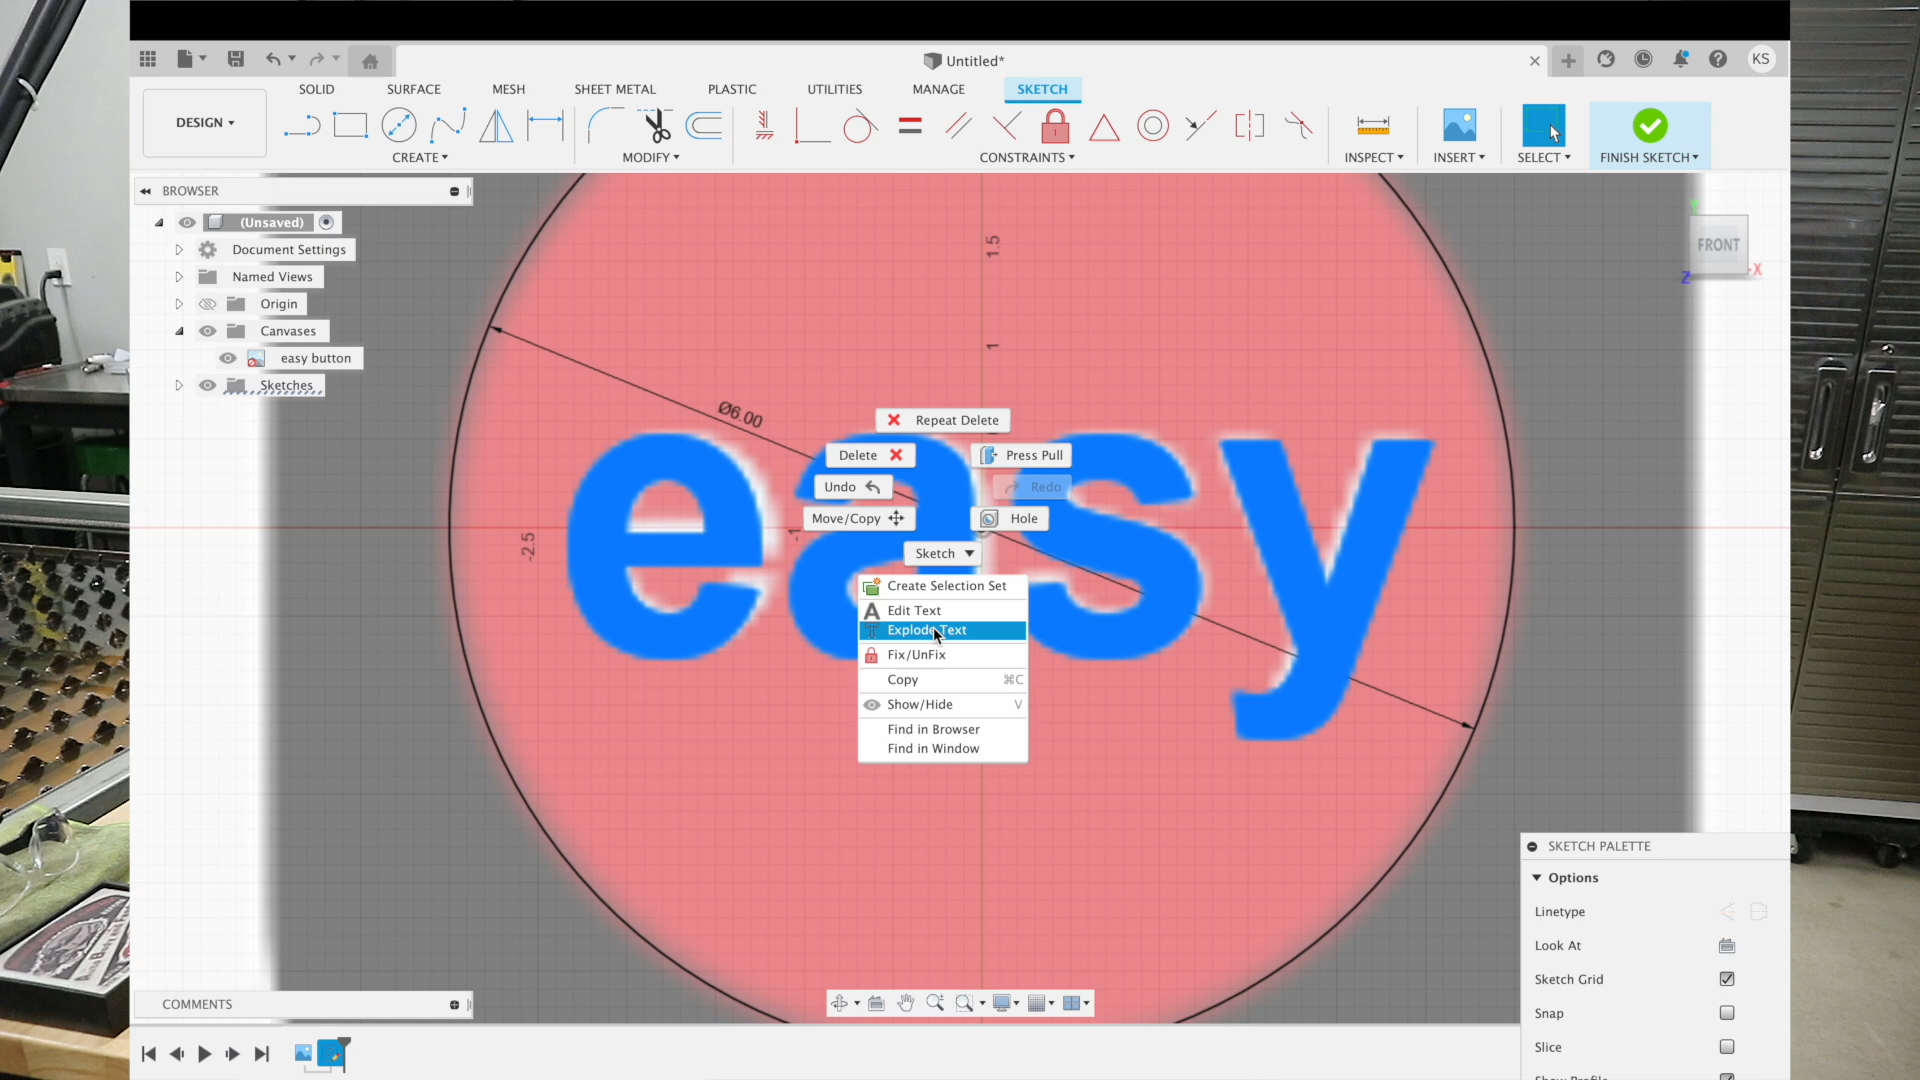 Untitled*
KS
SOLID
SURFACE
MESH
SHEET METAL
PLASTIC
UTILITIES
MANAGE
SKETCH
DESIGN
CREATE
MODIFY
CONSTRAINTS
INSPECT
INSERT
SELECT
FINISH SKETCH
BROWSER
(Unsaved)
Document Settings
Named Views
Origin
Canvases
easy button
Sketches
Y
FRONT
X
Z
1.5
1
-2.5
-1
Ø6.00
easy
Repeat Delete
Delete
Press Pull
Undo
Redo
Move/Copy
Hole
Sketch
Create Selection Set
Edit Text
Explode Text
Fix/UnFix
Copy ⌘C
Show/Hide V
Find in Browser
Find in Window
SKETCH PALETTE
Options
Linetype
Look At
Sketch Grid
Snap
Slice
Show Profile
COMMENTS